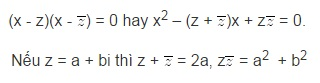 (x - z)(x - z̅) = 0 hay x² – (z + z̅)x + zz̅ = 0.
Nếu z = a + bi thì z + z̅ = 2a, zz̅ = a² + b²